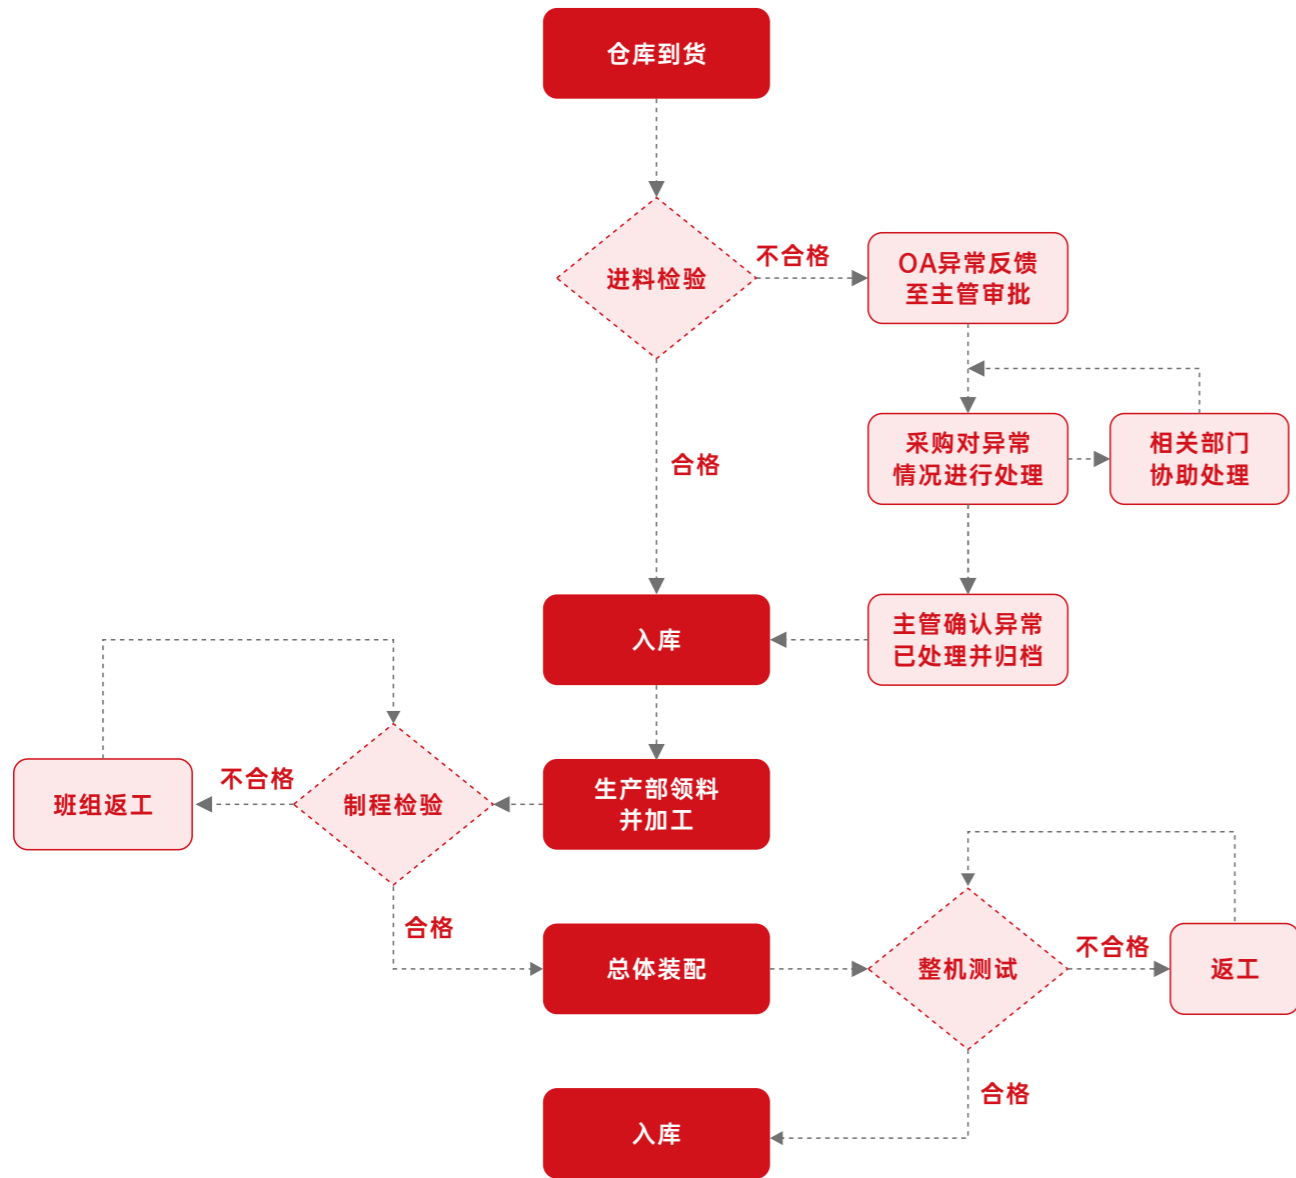 仓库到货
进料检验
不合格
OA异常反馈
至主管审批
合格
采购对异常
情况进行处理
相关部门
协助处理
入库
主管确认异常
已处理并归档
班组返工
不合格
制程检验
生产部领料
并加工
合格
总体装配
整机测试
不合格
返工
合格
入库